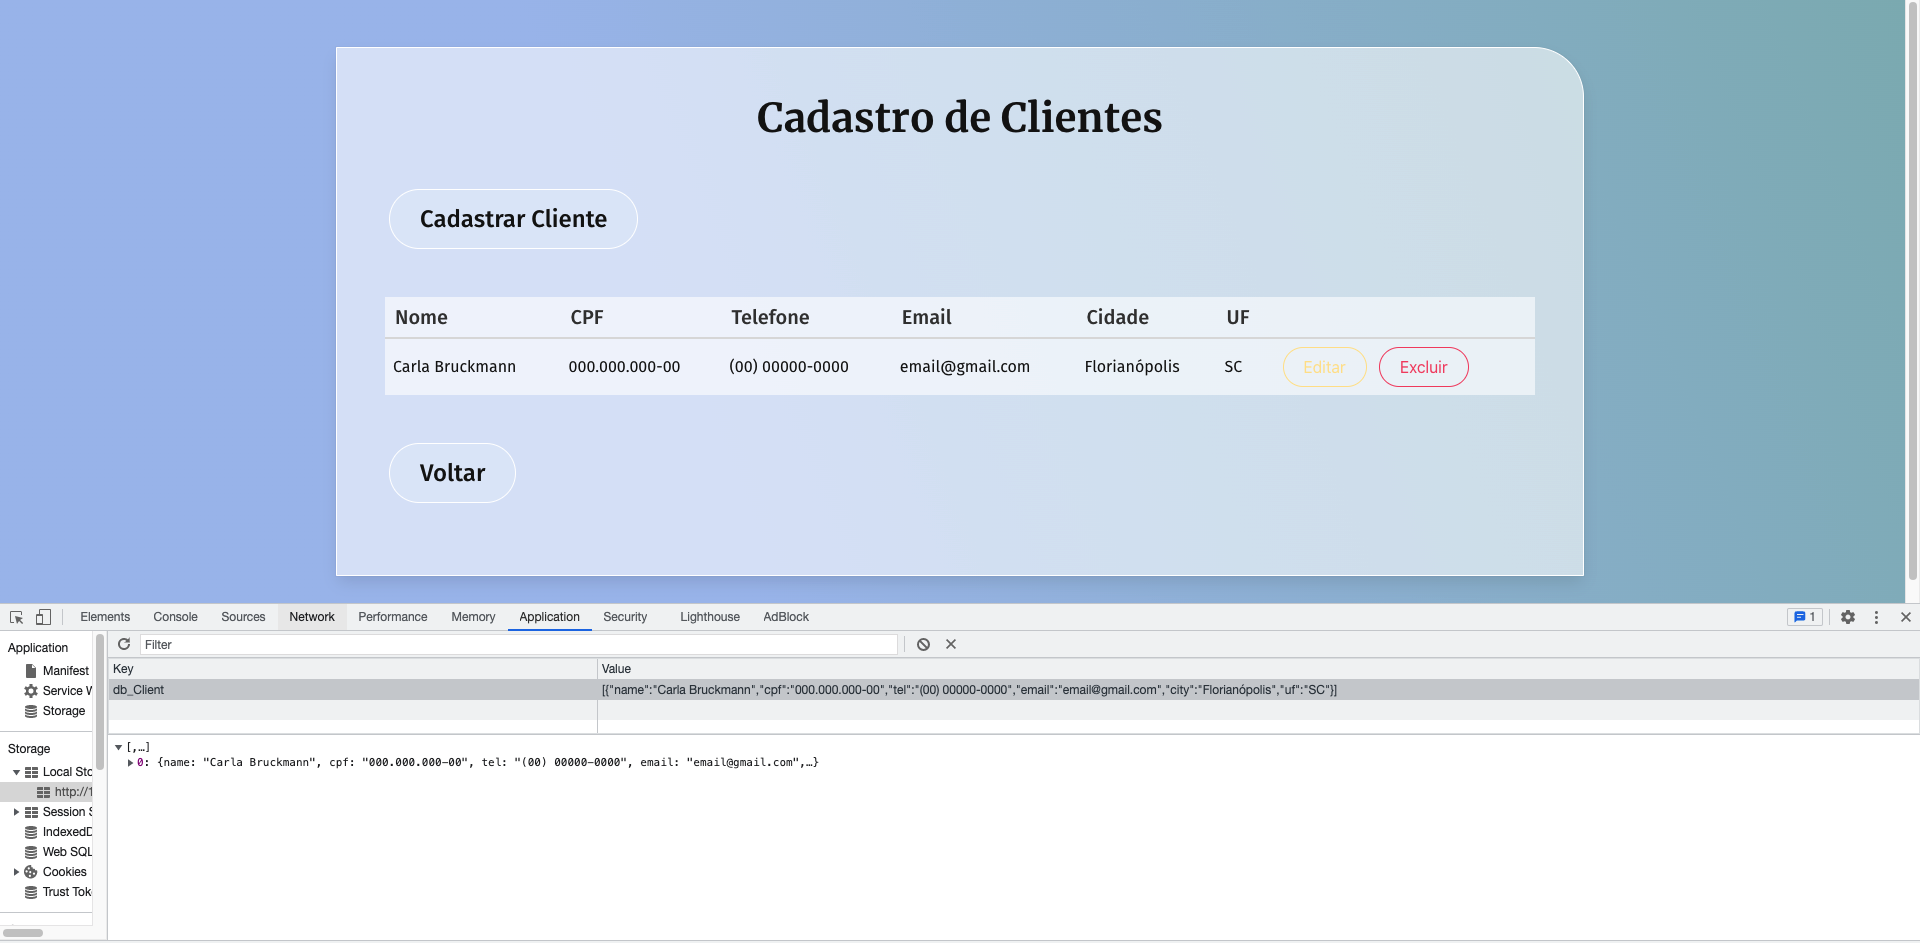 Cadastro de Clientes
Cadastrar Cliente
Nome CPF Telefone Email Cidade UF
Carla Bruckmann 000.000.000-00 (00) 00000-0000 email@gmail.com Florianópolis SC Editar Excluir
Voltar
Elements Console Sources Network Performance Memory Application Security Lighthouse AdBlock 1
Application
Manifest
Service W
Storage
Storage
Local Sto
http://1
Session S
IndexedD
Web SQL
Cookies
Trust Tok
Filter
Key Value
db_Client [{"name":"Carla Bruckmann","cpf":"000.000.000-00","tel":"(00) 00000-0000","email":"email@gmail.com","city":"Florianópolis","uf":"SC"}]
[,…]
0: {name: "Carla Bruckmann", cpf: "000.000.000-00", tel: "(00) 00000-0000", email: "email@gmail.com",…}